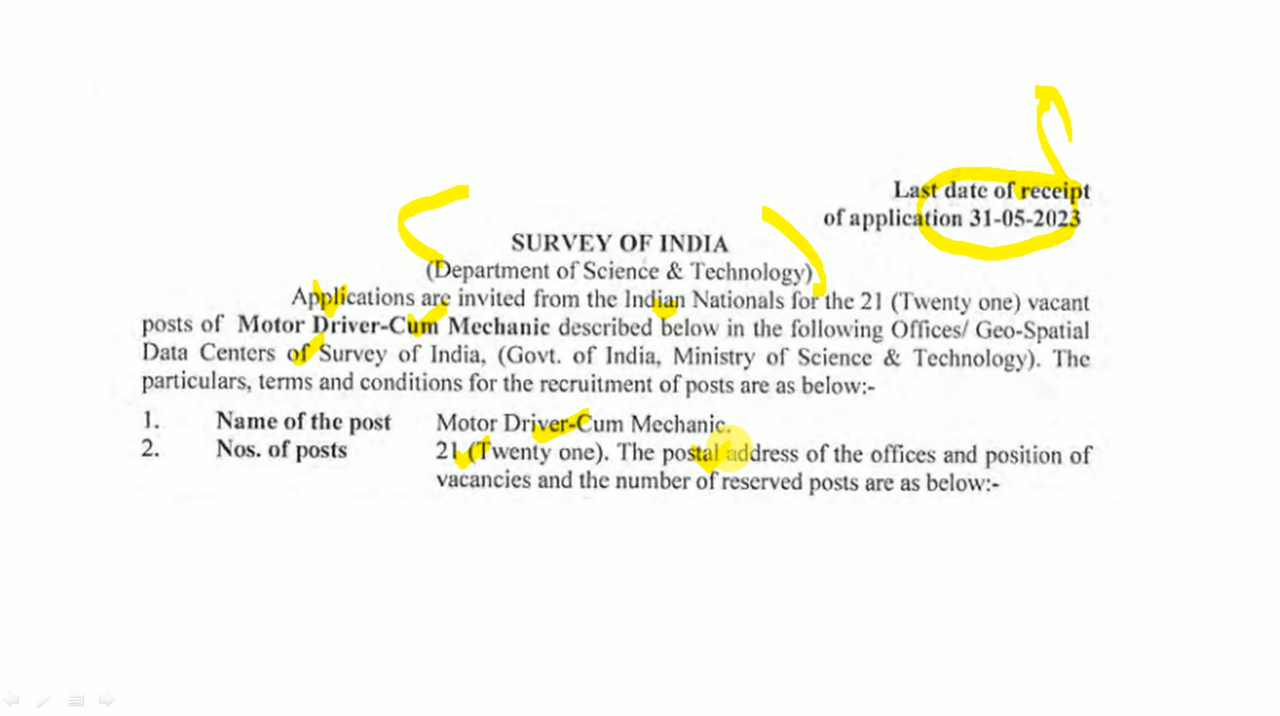 Last date of receipt
of application 31-05-2023
SURVEY OF INDIA
(Department of Science & Technology)
Applications are invited from the Indian Nationals for the 21 (Twenty one) vacant
posts of Motor Driver-Cum Mechanic described below in the following Offices/ Geo-Spatial
Data Centers of Survey of India, (Govt. of India, Ministry of Science & Technology). The
particulars, terms and conditions for the recruitment of posts are as below:-
1. Name of the post Motor Driver-Cum Mechanic.
2. Nos. of posts 21 (Twenty one). The postal address of the offices and position of
vacancies and the number of reserved posts are as below:-